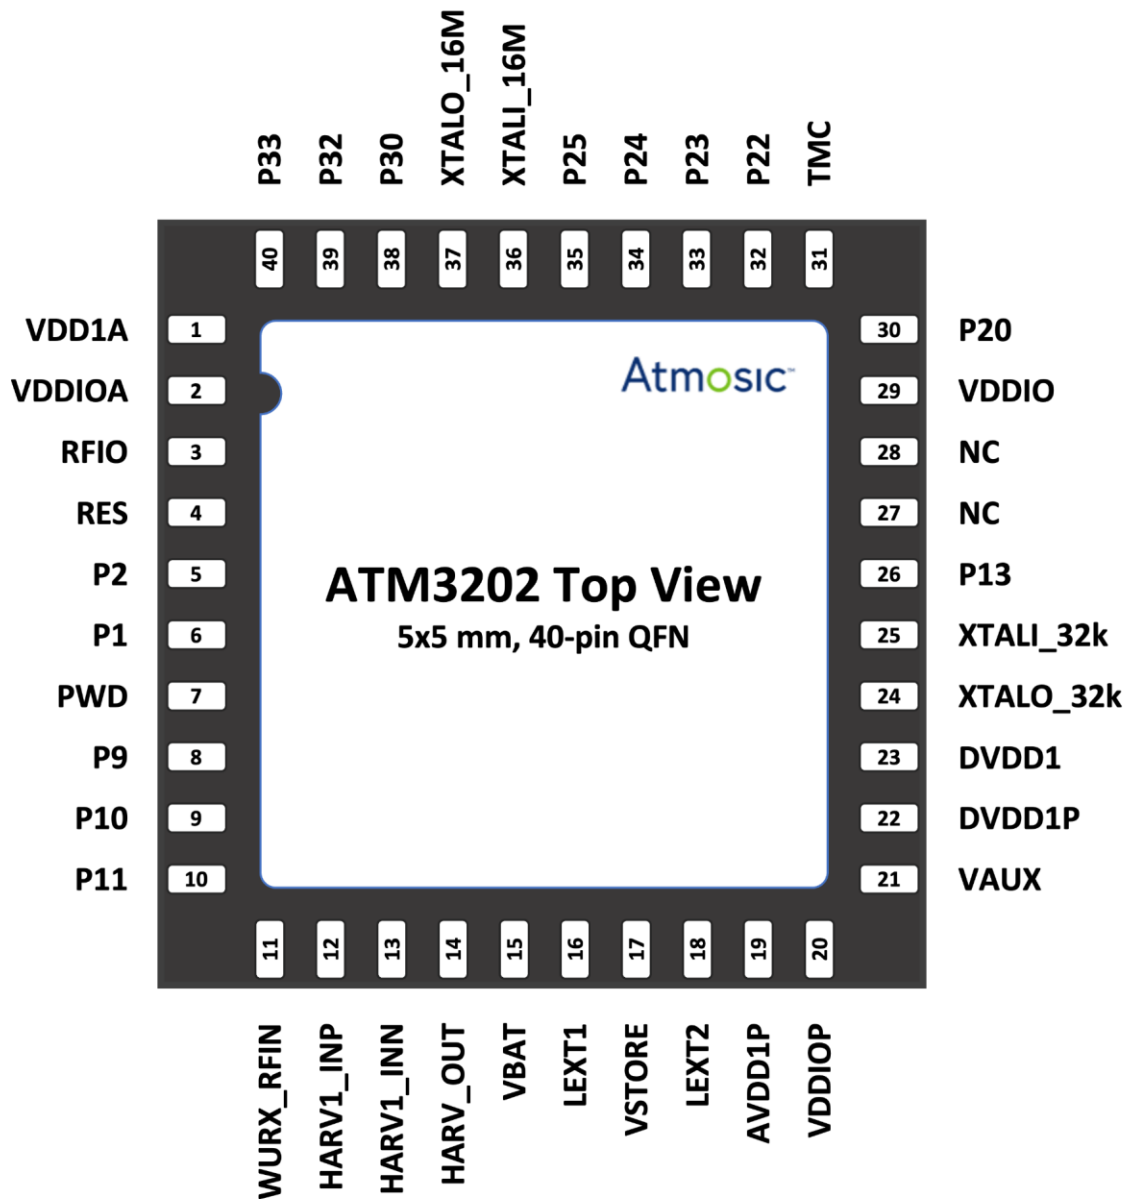 P33 P32 P30 XTALO_16M XTALI_16M P25 P24 P23 P22 TMC
40 39 38 37 36 35 34 33 32 31
VDD1A 1
VDDIOA 2
RFIO 3
RES 4
P2 5
P1 6
PWD 7
P9 8
P10 9
P11 10
Atmosic™
ATM3202 Top View
5x5 mm, 40-pin QFN
30 P20
29 VDDIO
28 NC
27 NC
26 P13
25 XTALI_32k
24 XTALO_32k
23 DVDD1
22 DVDD1P
21 VAUX
11 12 13 14 15 16 17 18 19 20
WURX_RFIN HARV1_INP HARV1_INN HARV_OUT VBAT LEXT1 VSTORE LEXT2 AVDD1P VDDIOP